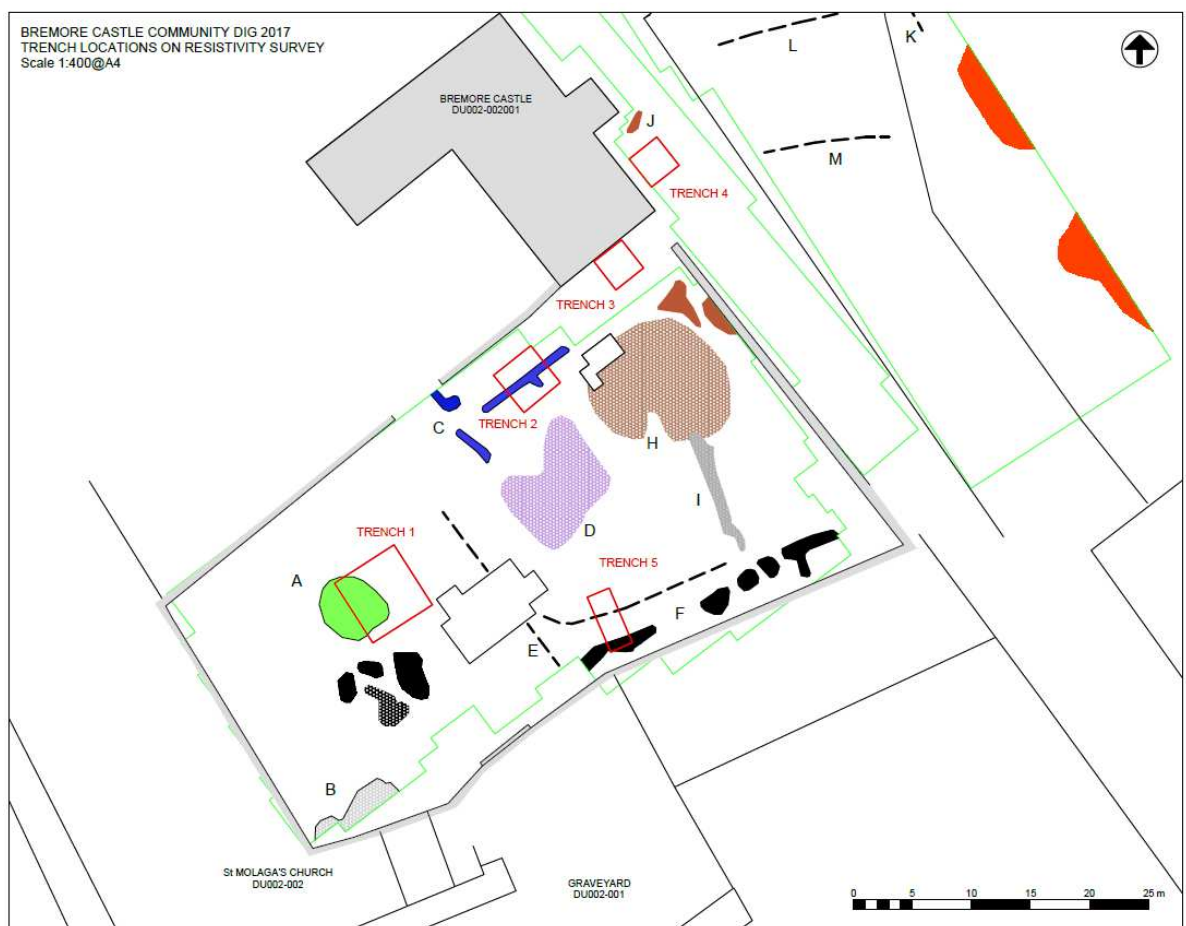 BREMORE CASTLE COMMUNITY DIG 2017
TRENCH LOCATIONS ON RESISTIVITY SURVEY
Scale 1:400@A4
BREMORE CASTLE
DU002-002001
K
L
J
M
TRENCH 4
TRENCH 3
C
TRENCH 2
H
I
D
TRENCH 1
TRENCH 5
A
F
E
B
St MOLAGA'S CHURCH
DU002-002
GRAVEYARD
DU002-001
0 5 10 15 20 25 m